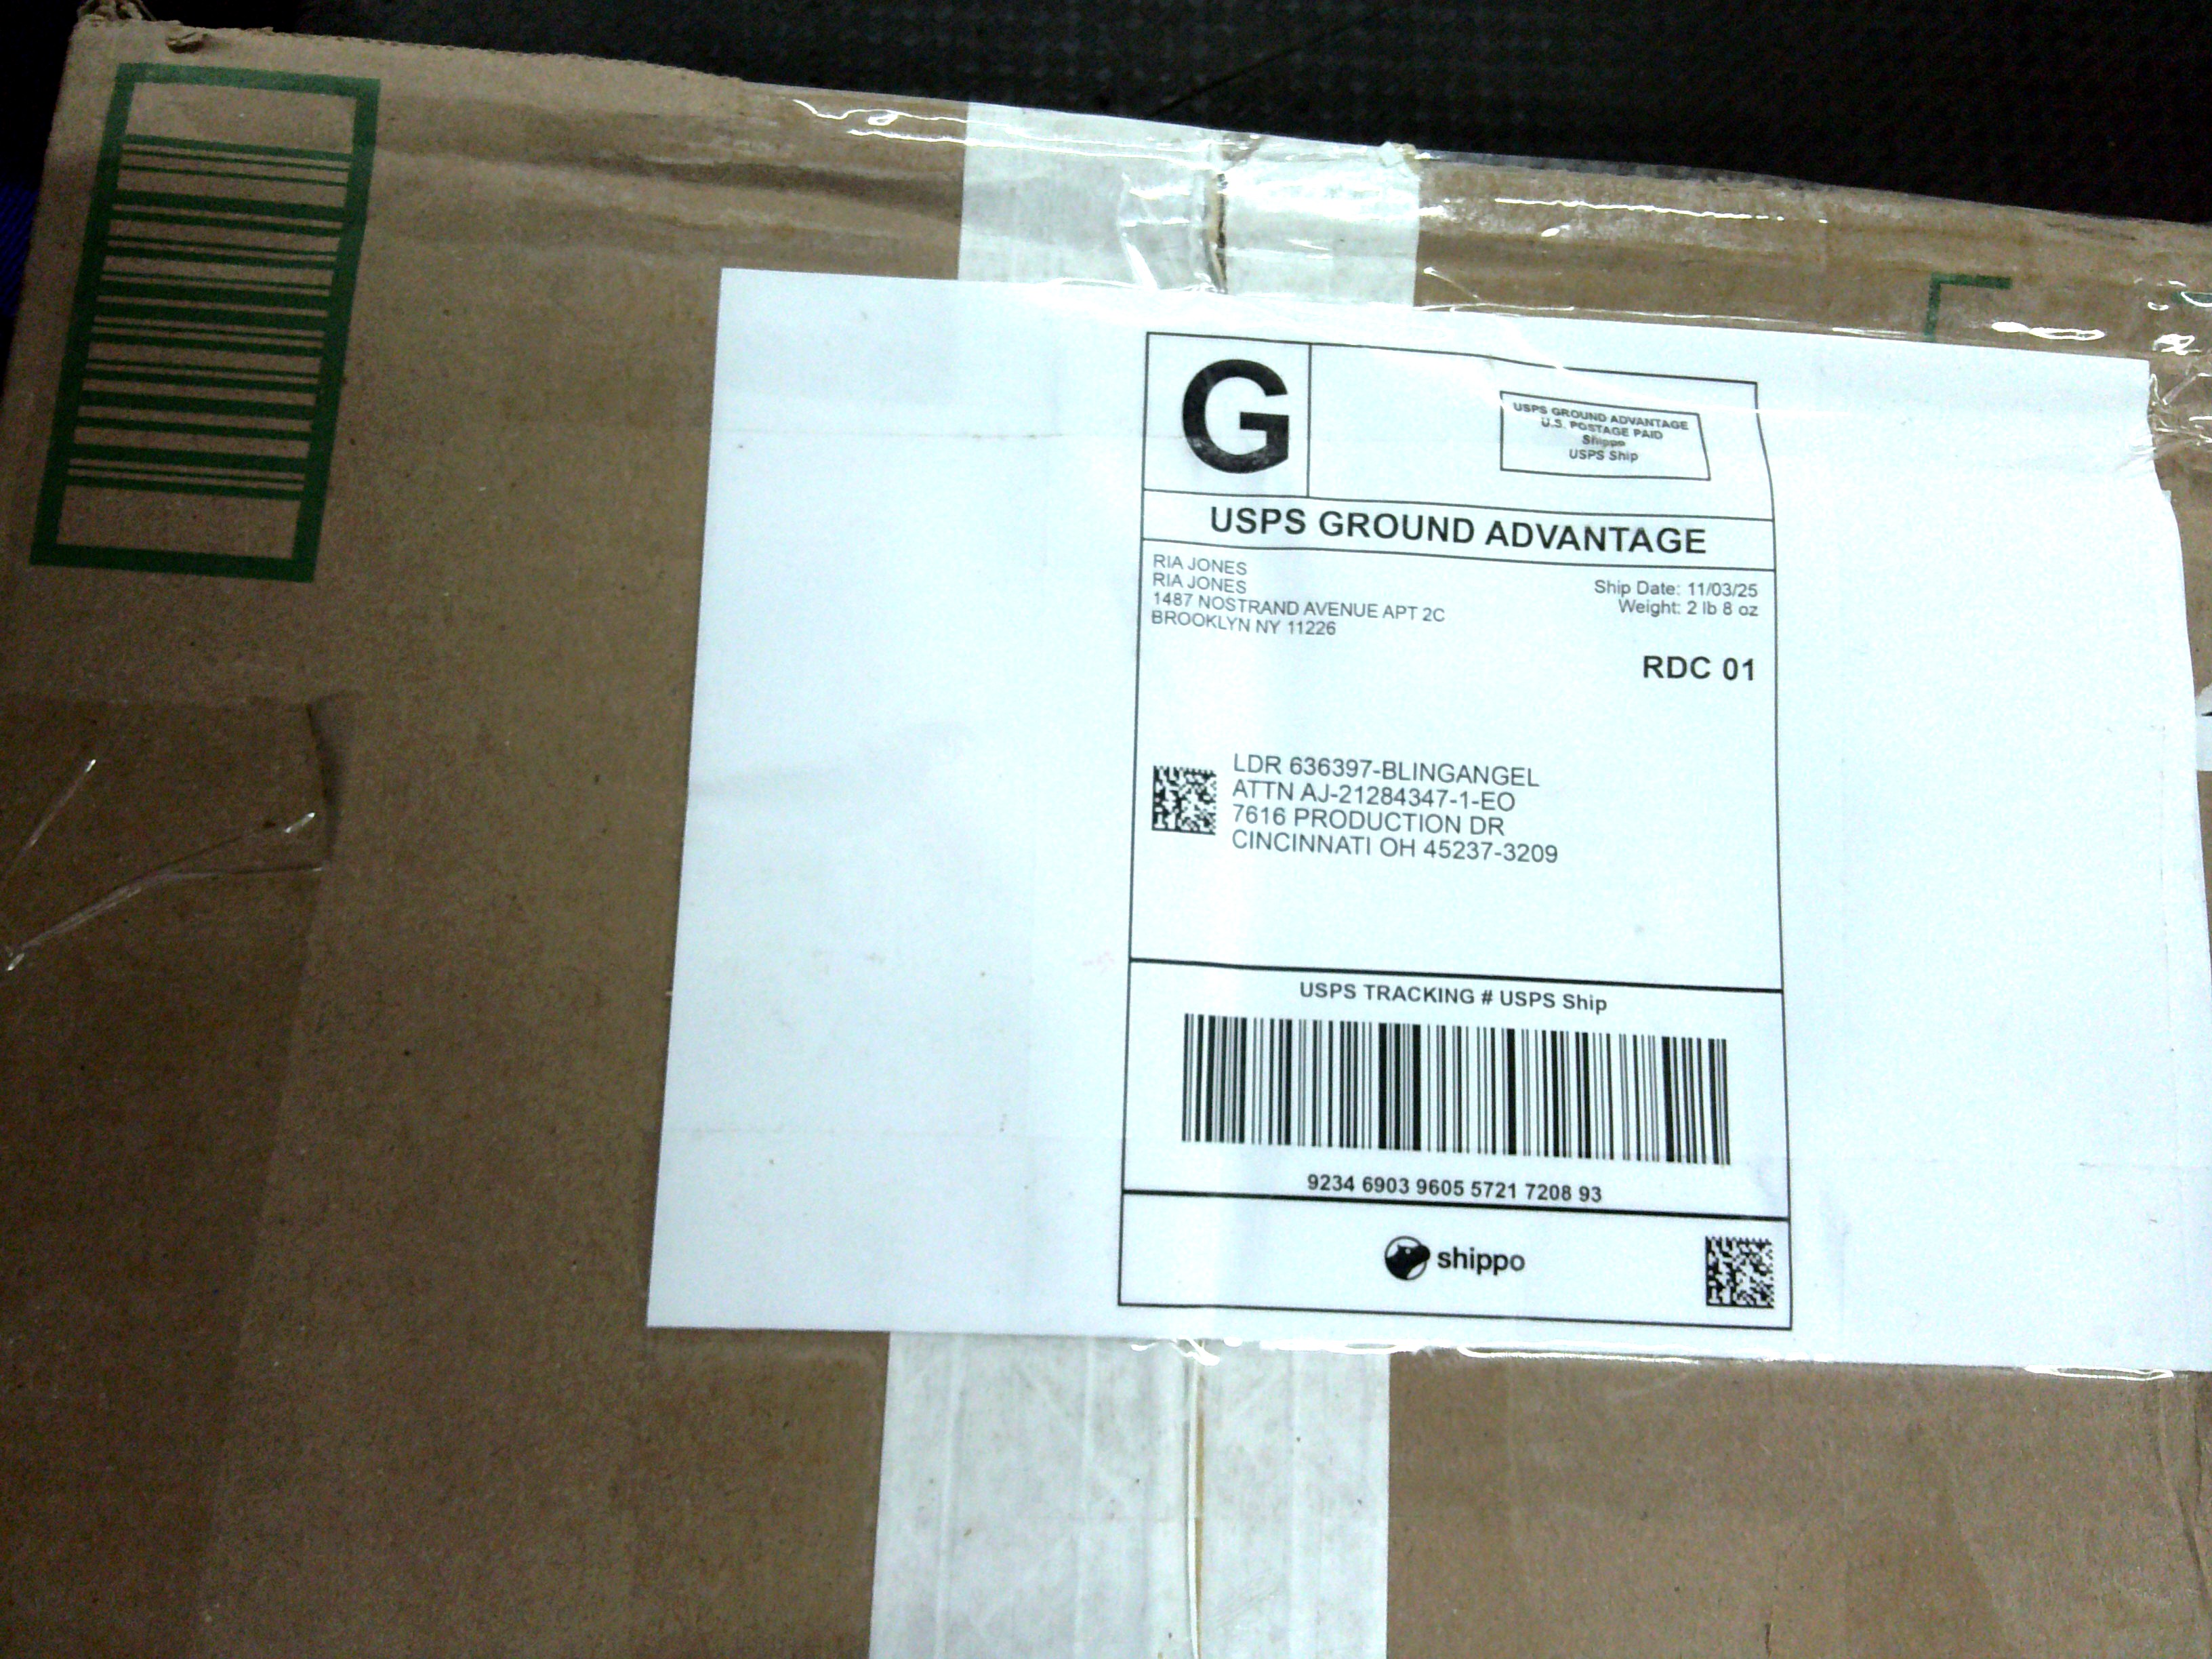 G
USPS GROUND ADVANTAGE
U.S. POSTAGE PAID
Shippo
USPS Ship
USPS GROUND ADVANTAGE
RIA JONES
RIA JONES
1487 NOSTRAND AVENUE APT 2C
BROOKLYN NY 11226
Ship Date: 11/03/25
Weight: 2 lb 8 oz
RDC 01
LDR 636397-BLINGANGEL
ATTN AJ-21284347-1-EO
7616 PRODUCTION DR
CINCINNATI OH 45237-3209
USPS TRACKING # USPS Ship
9234 6903 9605 5721 7208 93
shippo